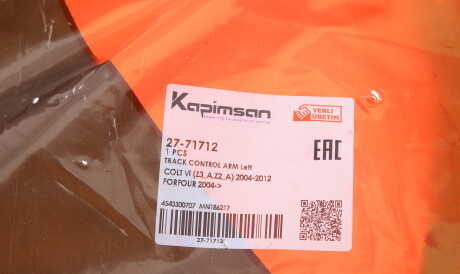 Kapimsan
YERLİ
ÜRETİM
27-71712
1 PCS
TRACK CONTROL ARM Left
COLT VI (Z3_A,Z2_A) 2004-2012
FORFOUR 2004->
EAC
4543300707 MN186217
27-71712